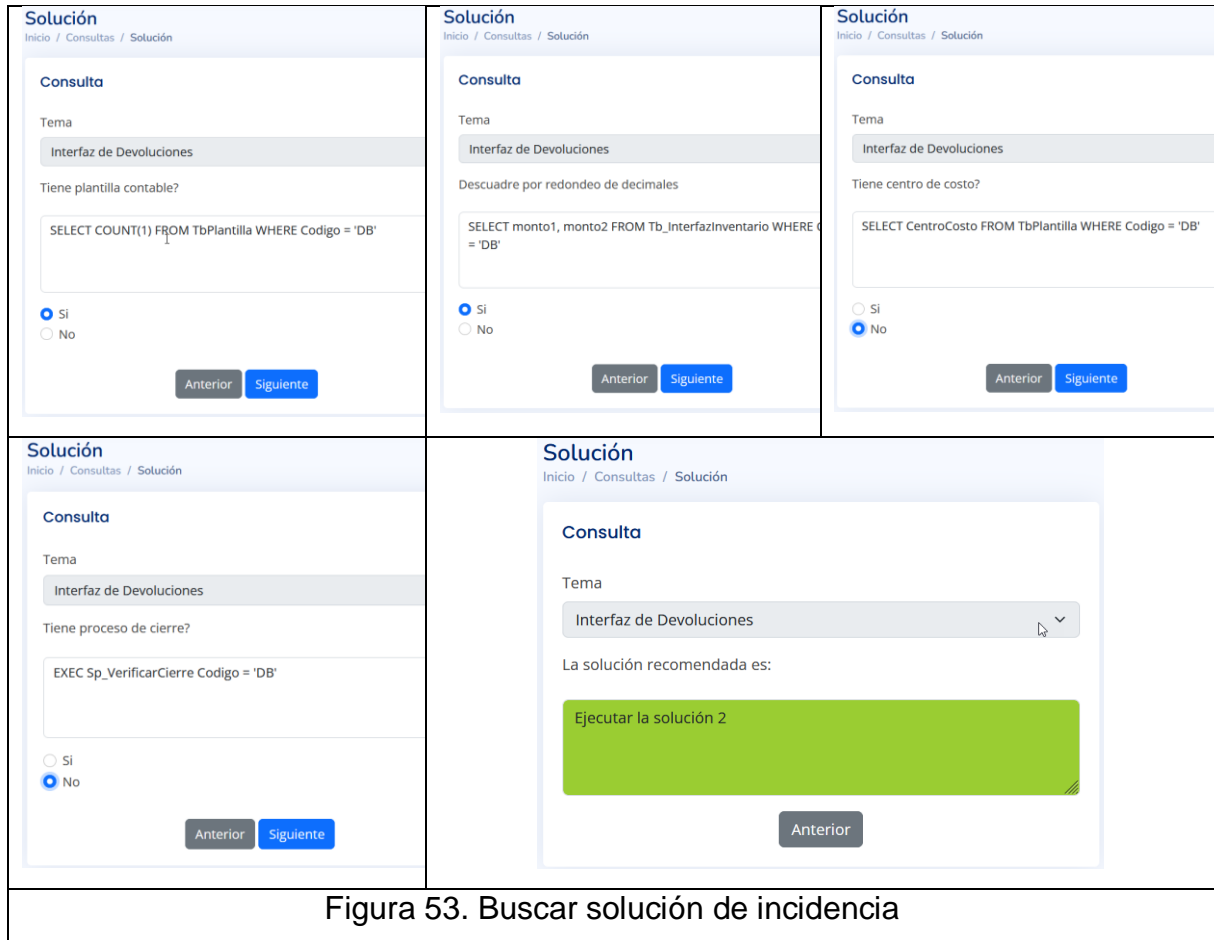 Solución
Inicio / Consultas / Solución
Consulta
Tema
Interfaz de Devoluciones
Tiene plantilla contable?
SELECT COUNT(1) FROM TbPlantilla WHERE Codigo = 'DB'
Si
No
Anterior
Siguiente
Solución
Inicio / Consultas / Solución
Consulta
Tema
Interfaz de Devoluciones
Descuadre por redondeo de decimales
SELECT monto1, monto2 FROM Tb_InterfazInventario WHERE
= 'DB'
Si
No
Anterior
Siguiente
Solución
Inicio / Consultas / Solución
Consulta
Tema
Interfaz de Devoluciones
Tiene centro de costo?
SELECT CentroCosto FROM TbPlantilla WHERE Codigo = 'DB'
Si
No
Anterior
Siguiente
Solución
Inicio / Consultas / Solución
Consulta
Tema
Interfaz de Devoluciones
Tiene proceso de cierre?
EXEC Sp_VerificarCierre Codigo = 'DB'
Si
No
Anterior
Siguiente
Solución
Inicio / Consultas / Solución
Consulta
Tema
Interfaz de Devoluciones
La solución recomendada es:
Ejecutar la solución 2
Anterior
Figura 53. Buscar solución de incidencia